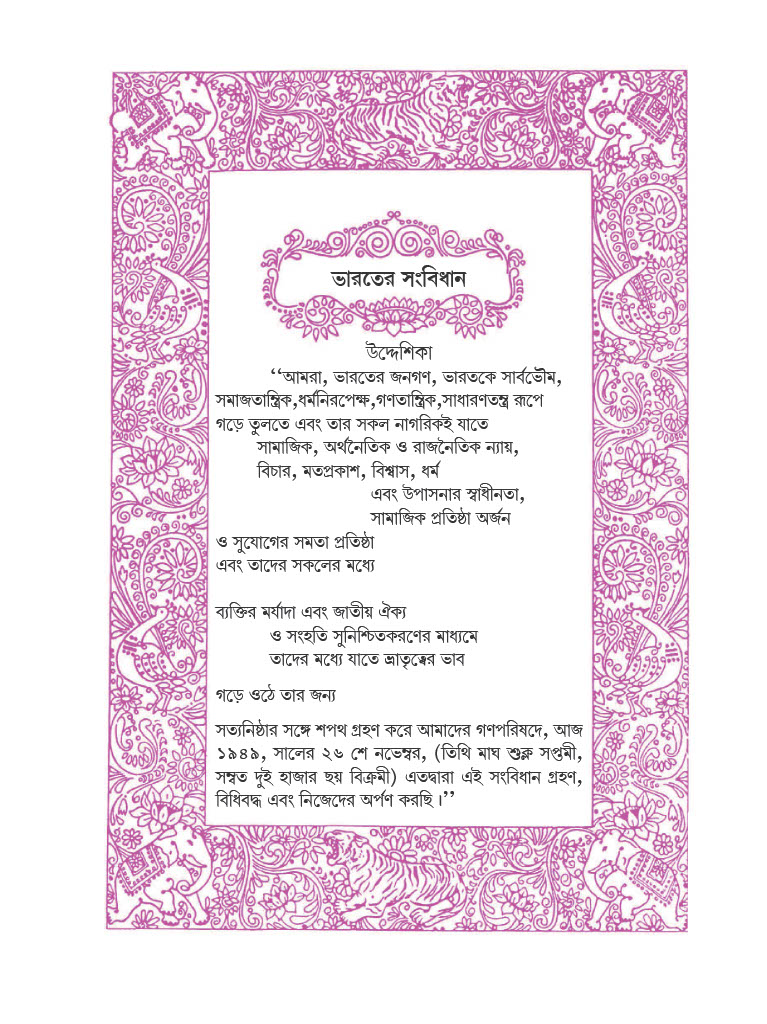 ভারতের সংবিধান
উদ্দেশিকা
‘‘আমরা, ভারতের জনগণ, ভারতকে সার্বভৌম,
সমাজতান্ত্রিক,ধর্মনিরপেক্ষ,গণতান্ত্রিক,সাধারণতন্ত্র রূপে
গড়ে তুলতে এবং তার সকল নাগরিকই যাতে
সামাজিক, অর্থনৈতিক ও রাজনৈতিক ন্যায়,
বিচার, মতপ্রকাশ, বিশ্বাস, ধর্ম
এবং উপাসনার স্বাধীনতা,
সামাজিক প্রতিষ্ঠা অর্জন
ও সুযোগের সমতা প্রতিষ্ঠা
এবং তাদের সকলের মধ্যে
ব্যক্তির মর্যাদা এবং জাতীয় ঐক্য
ও সংহতি সুনিশ্চিতকরণের মাধ্যমে
তাদের মধ্যে যাতে ভ্রাতৃত্বের ভাব
গড়ে ওঠে তার জন্য
সত্যনিষ্ঠার সঙ্গে শপথ গ্রহণ করে আমাদের গণপরিষদে, আজ
১৯৪৯, সালের ২৬ শে নভেম্বর, (তিথি মাঘ শুক্ল সপ্তমী,
সম্বত দুই হাজার ছয় বিক্রমী) এতদ্বারা এই সংবিধান গ্রহণ,
বিধিবদ্ধ এবং নিজেদের অর্পণ করছি।’’